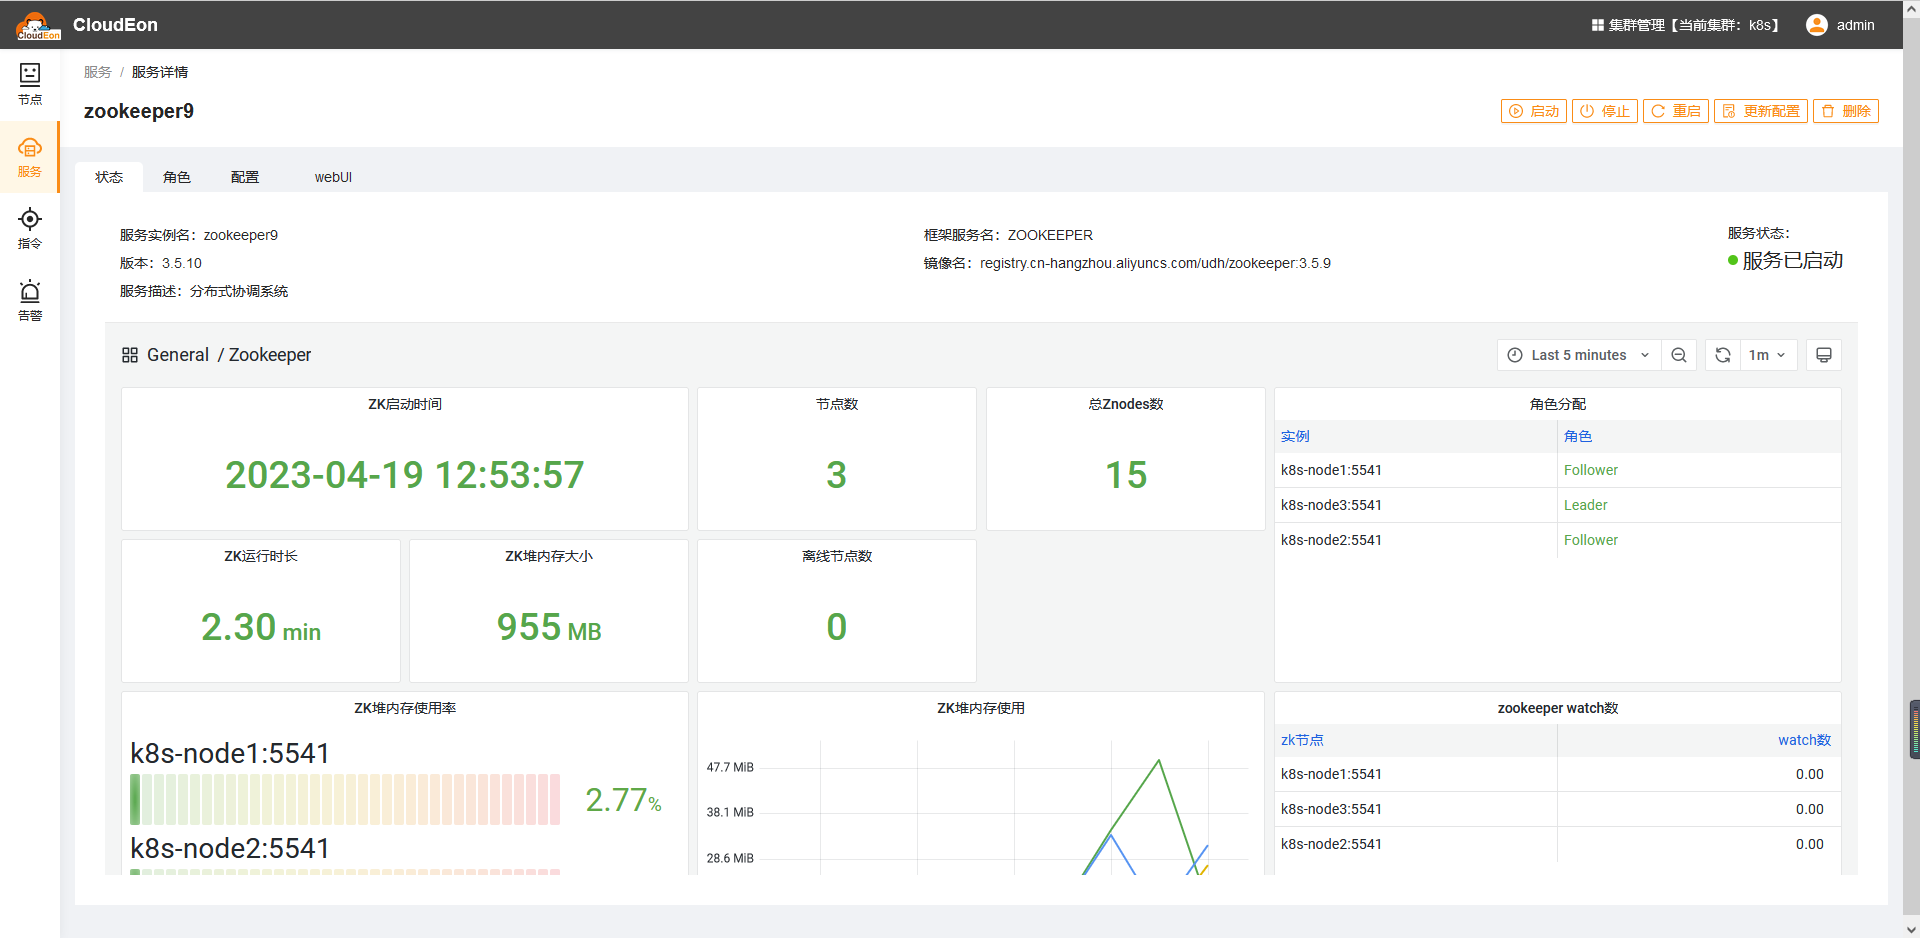 CloudEon
CloudEon
集群管理【当前集群：k8s】
admin
节点
服务
指令
告警
服务 / 服务详情
zookeeper9
启动
停止
重启
更新配置
删除
状态
角色
配置
webUI
服务实例名：zookeeper9
版本：3.5.10
服务描述：分布式协调系统
框架服务名：ZOOKEEPER
镜像名：registry.cn-hangzhou.aliyuncs.com/udh/zookeeper:3.5.9
服务状态：
服务已启动
General / Zookeeper
Last 5 minutes
1m
ZK启动时间
2023-04-19 12:53:57
节点数
3
总Znodes数
15
角色分配
实例 角色
k8s-node1:5541 Follower
k8s-node3:5541 Leader
k8s-node2:5541 Follower
ZK运行时长
2.30 min
ZK堆内存大小
955 MB
离线节点数
0
ZK堆内存使用率
k8s-node1:5541
2.77%
k8s-node2:5541
ZK堆内存使用
47.7 MiB
38.1 MiB
28.6 MiB
zookeeper watch数
zk节点 watch数
k8s-node1:5541 0.00
k8s-node3:5541 0.00
k8s-node2:5541 0.00